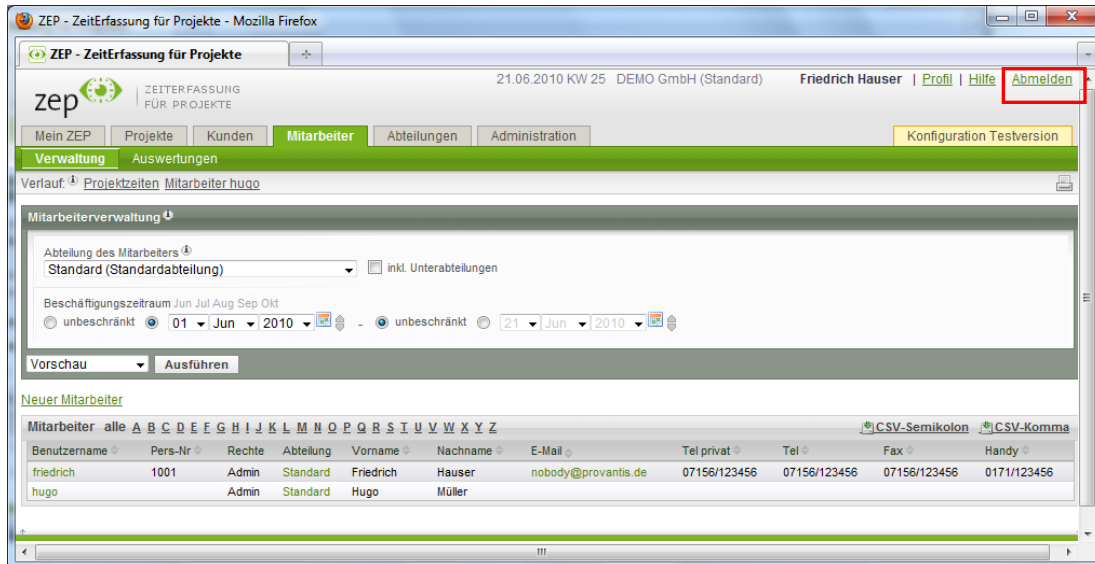 ZEP - ZeitErfassung für Projekte - Mozilla Firefox
ZEP - ZeitErfassung für Projekte
21.06.2010 KW 25 DEMO GmbH (Standard) Friedrich Hauser | Profil | Hilfe Abmelden
zep ZEITERFASSUNG
FÜR PROJEKTE
Mein ZEP Projekte Kunden Mitarbeiter Abteilungen Administration Konfiguration Testversion
Verwaltung Auswertungen
Verlauf: Projektzeiten Mitarbeiter hugo
Mitarbeiterverwaltung
Abteilung des Mitarbeiters
Standard (Standardabteilung) inkl. Unterabteilungen
Beschäftigungszeitraum Jun Jul Aug Sep Okt
unbeschränkt 01 Jun 2010 - unbeschränkt 21 Jun 2010
Vorschau Ausführen
Neuer Mitarbeiter
Mitarbeiter alle A B C D E F G H I J K L M N O P Q R S T U V W X Y Z CSV-Semikolon CSV-Komma
Benutzername Pers-Nr Rechte Abteilung Vorname Nachname E-Mail Tel privat Tel Fax Handy
friedrich 1001 Admin Standard Friedrich Hauser nobody@provantis.de 07156/123456 07156/123456 07156/123456 0171/123456
hugo Admin Standard Hugo Müller